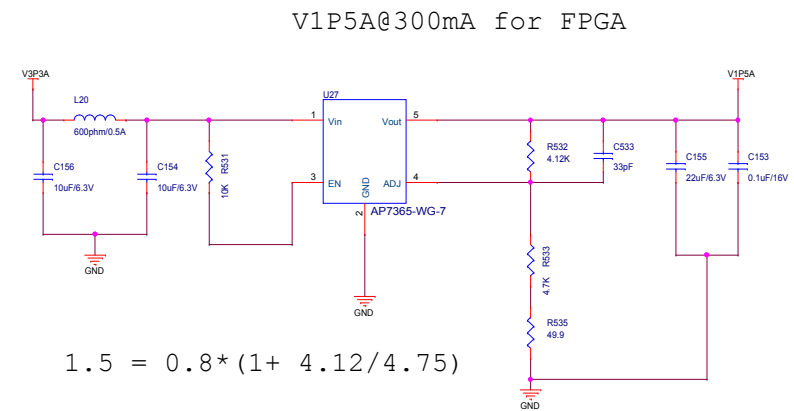 V1P5A@300mA for FPGA
V3P3A
V1P5A
L20
600phm/0.5A
U27
1
Vin
Vout
5
3
EN
ADJ
4
GND
2
AP7365-WG-7
C156
10uF/6.3V
C154
10uF/6.3V
R531
10K
R532
4.12K
C533
33pF
C155
22uF/6.3V
C153
0.1uF/16V
R533
4.7K
R535
49.9
GND
GND
GND
1.5 = 0.8*(1+ 4.12/4.75)